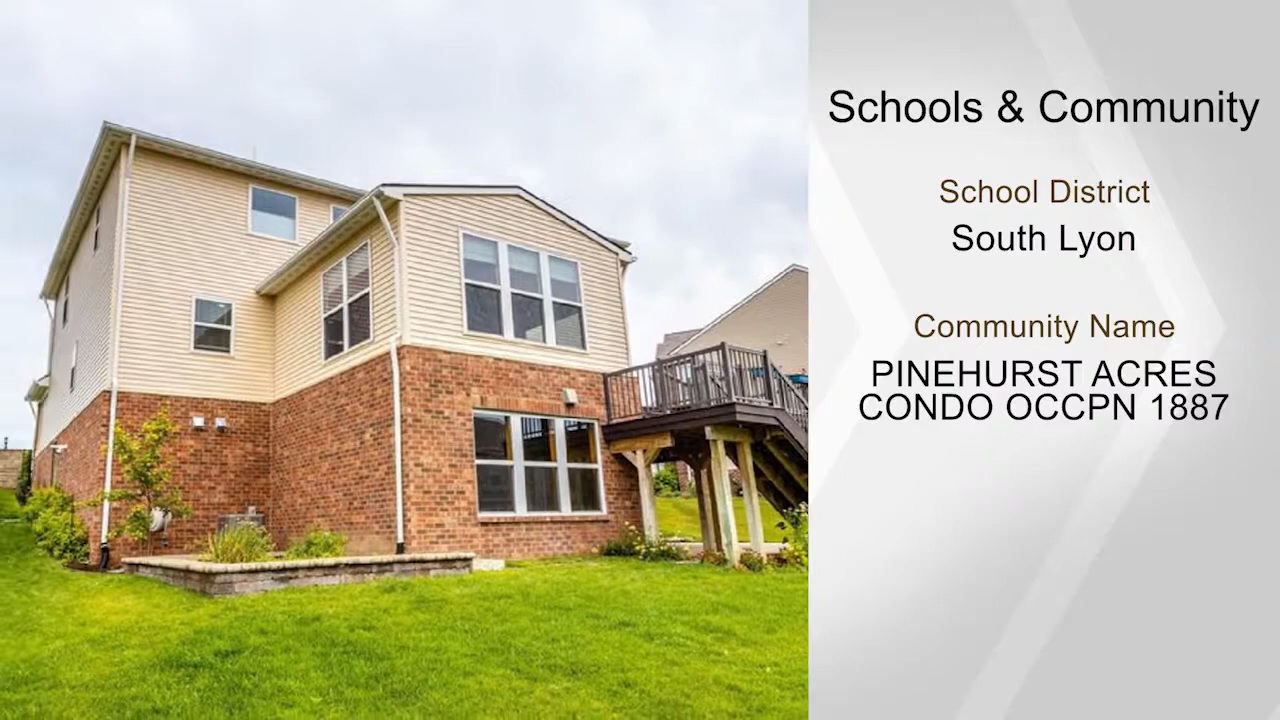 Schools & Community
School District
South Lyon
Community Name
PINEHURST ACRES
CONDO OCCPN 1887